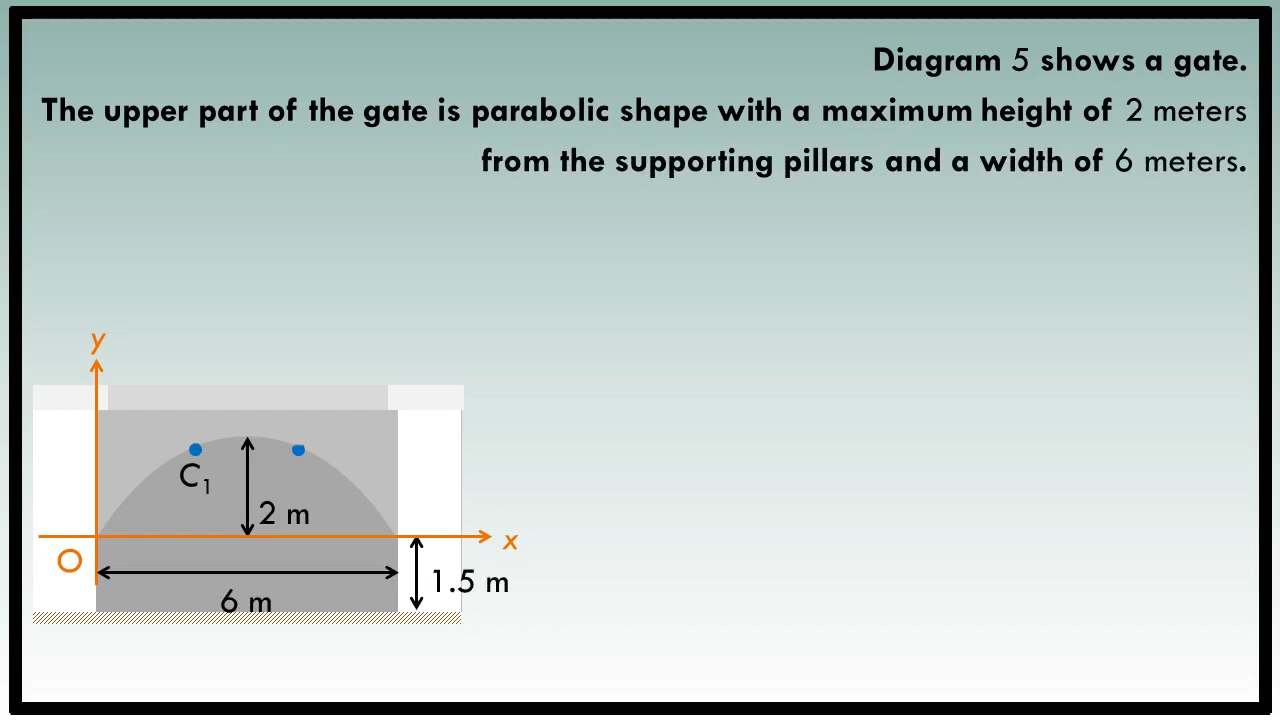 Diagram 5 shows a gate.
The upper part of the gate is parabolic shape with a maximum height of 2 meters
from the supporting pillars and a width of 6 meters.
y
C₁
2 m
x
O
1.5 m
6 m